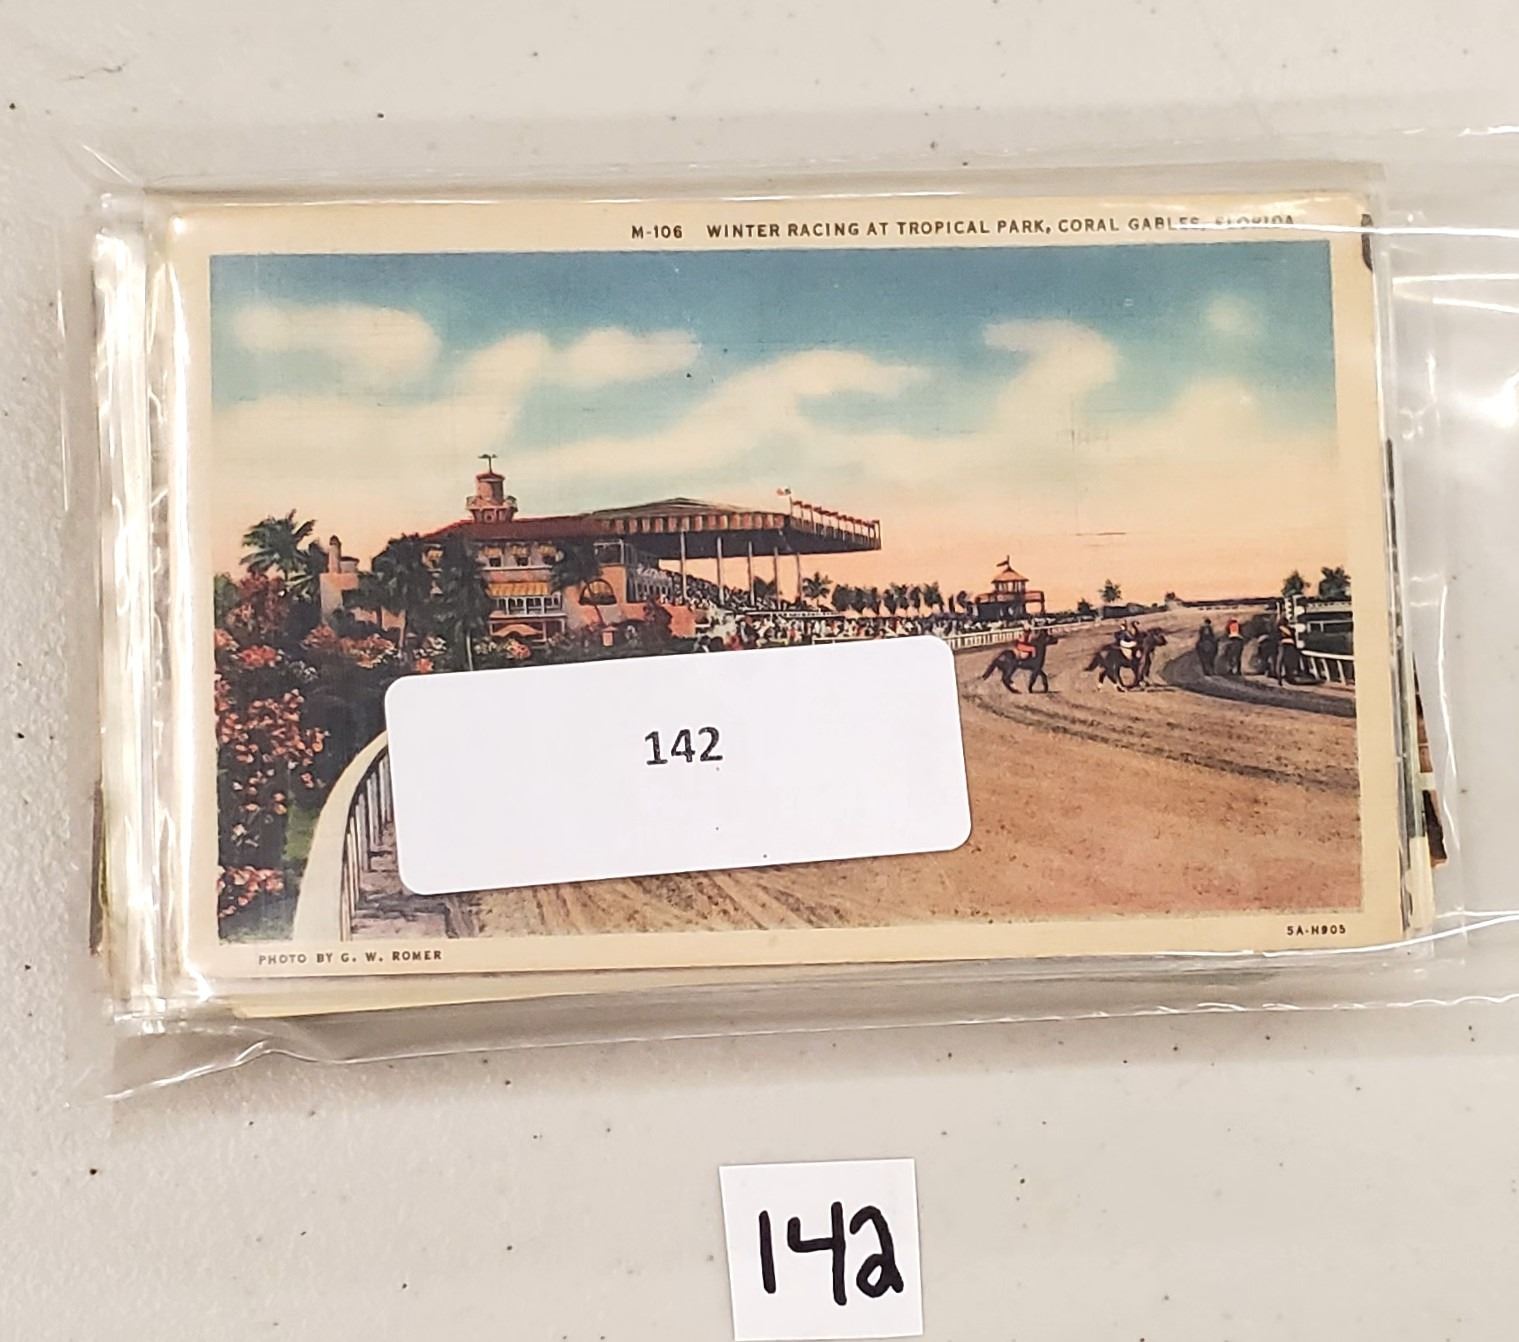 M-106 WINTER RACING AT TROPICAL PARK, CORAL GABLES, FLORIDA
142
PHOTO BY G. W. ROMER
5A-H905
142